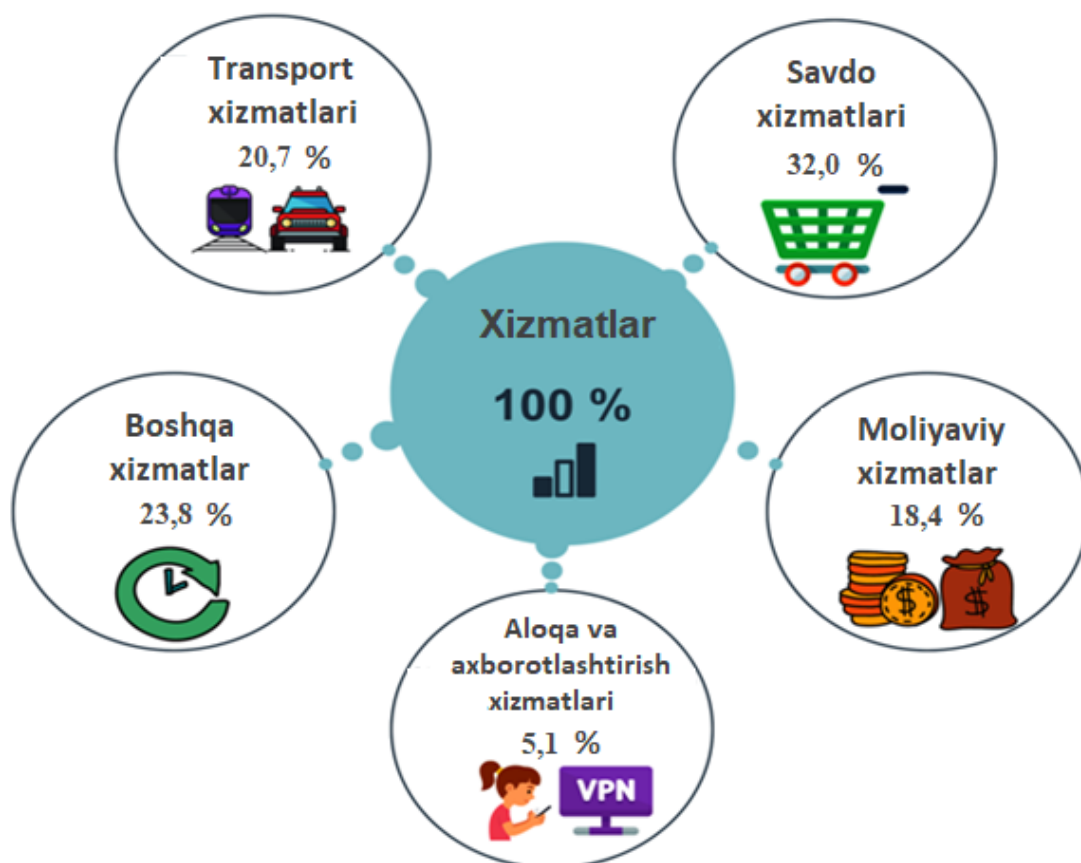 Transport
xizmatlari
20,7 %
Savdo
xizmatlari
32,0 %
Xizmatlar
100 %
Boshqa
xizmatlar
23,8 %
Moliyaviy
xizmatlar
18,4 %
$ $
Aloqa va
axborotlashtirish
xizmatlari
5,1 %
VPN